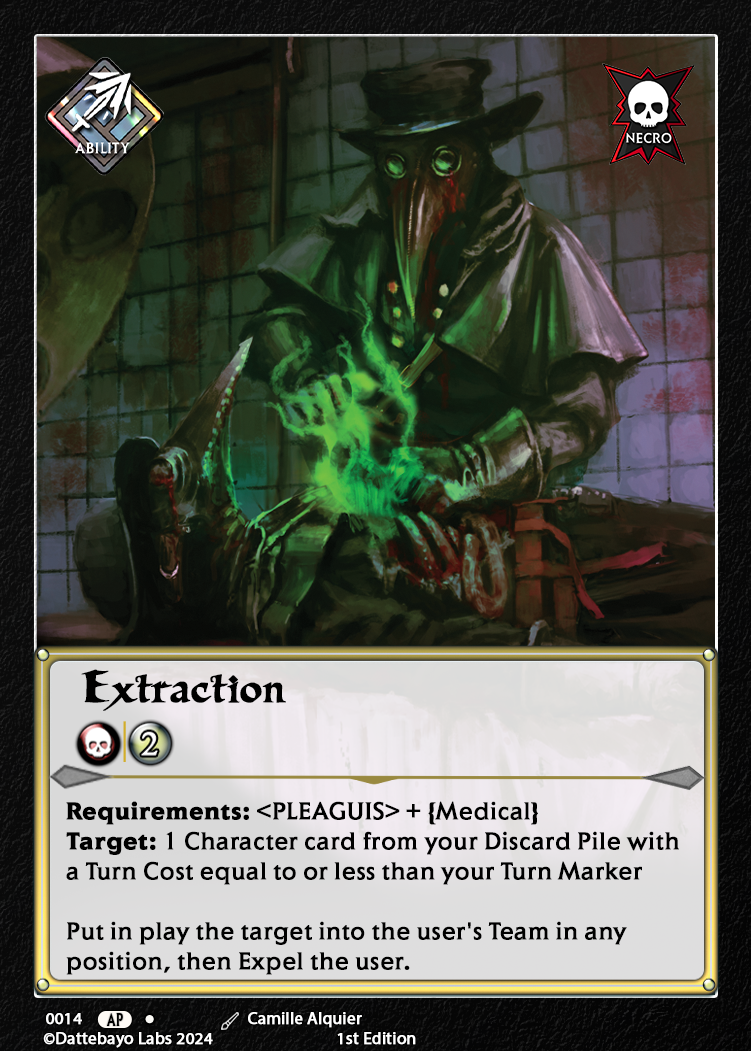 ABILITY
NECRO
Extraction
2
Requirements: <PLEAGUIS> + {Medical}
Target: 1 Character card from your Discard Pile with
a Turn Cost equal to or less than your Turn Marker
Put in play the target into the user's Team in any
position, then Expel the user.
0014 AP • Camille Alquier
©Dattebayo Labs 2024 1st Edition